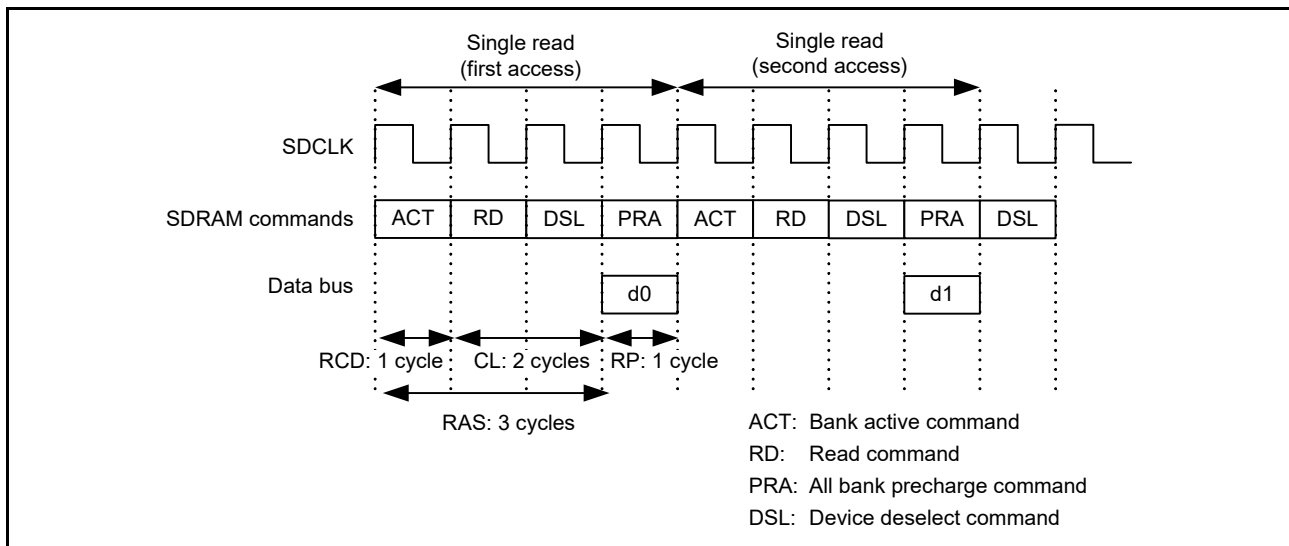 Single read
(first access)
Single read
(second access)
SDCLK
SDRAM commands ACT RD DSL PRA ACT RD DSL PRA DSL
Data bus d0 d1
RCD: 1 cycle CL: 2 cycles RP: 1 cycle
RAS: 3 cycles
ACT: Bank active command
RD: Read command
PRA: All bank precharge command
DSL: Device deselect command